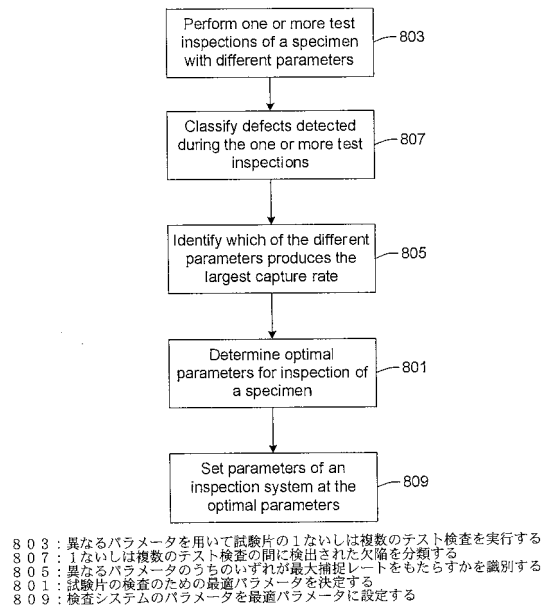 Perform one or more test
inspections of a specimen
with different parameters
803
Classify defects detected
during the one or more test
inspections
807
Identify which of the different
parameters produces the
largest capture rate
805
Determine optimal
parameters for inspection of
a specimen
801
Set parameters of an
inspection system at the
optimal parameters
809
803：異なるパラメータを用いて試験片の1ないしは複数のテスト検査を実行する
807：1ないしは複数のテスト検査の間に検出された欠陥を分類する
805：異なるパラメータのうちのいずれが最大捕捉レートをもたらすかを識別する
801：試験片の検査のための最適パラメータを決定する
809：検査システムのパラメータを最適パラメータに設定する